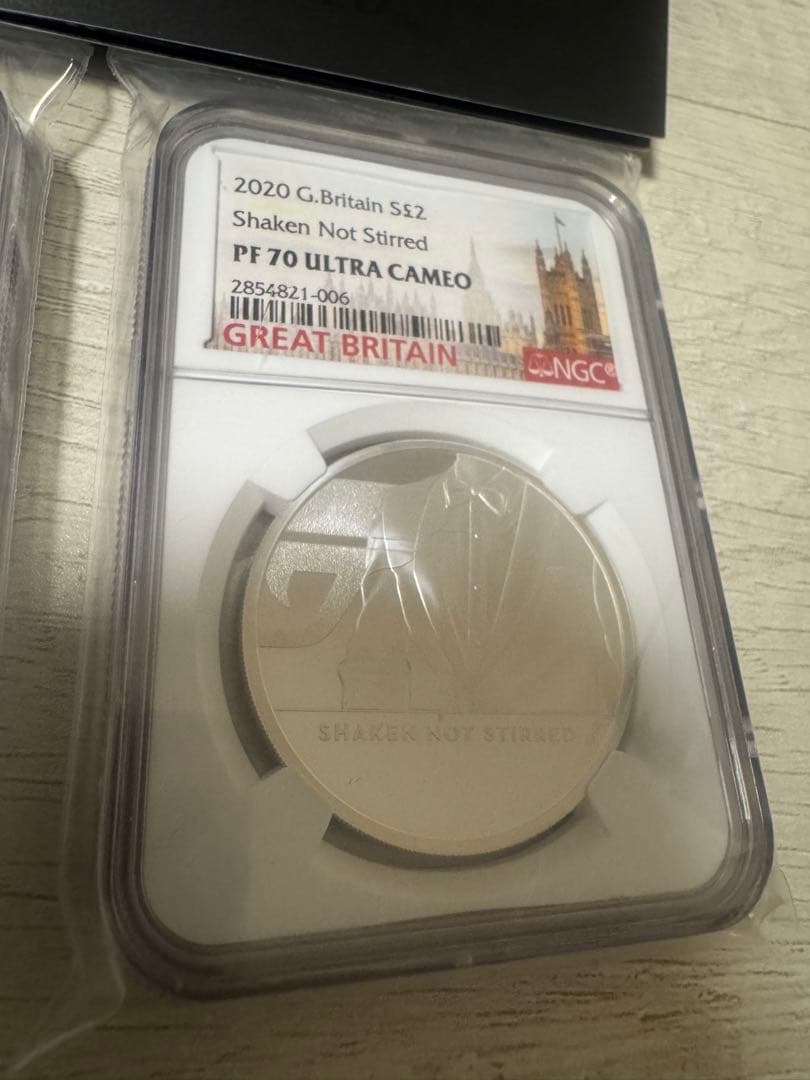 2020 G.Britain S£2
Shaken Not Stirred
PF 70 ULTRA CAMEO
2854821-006
GREAT BRITAIN
NGC®
SHAKEN NOT STIRRED